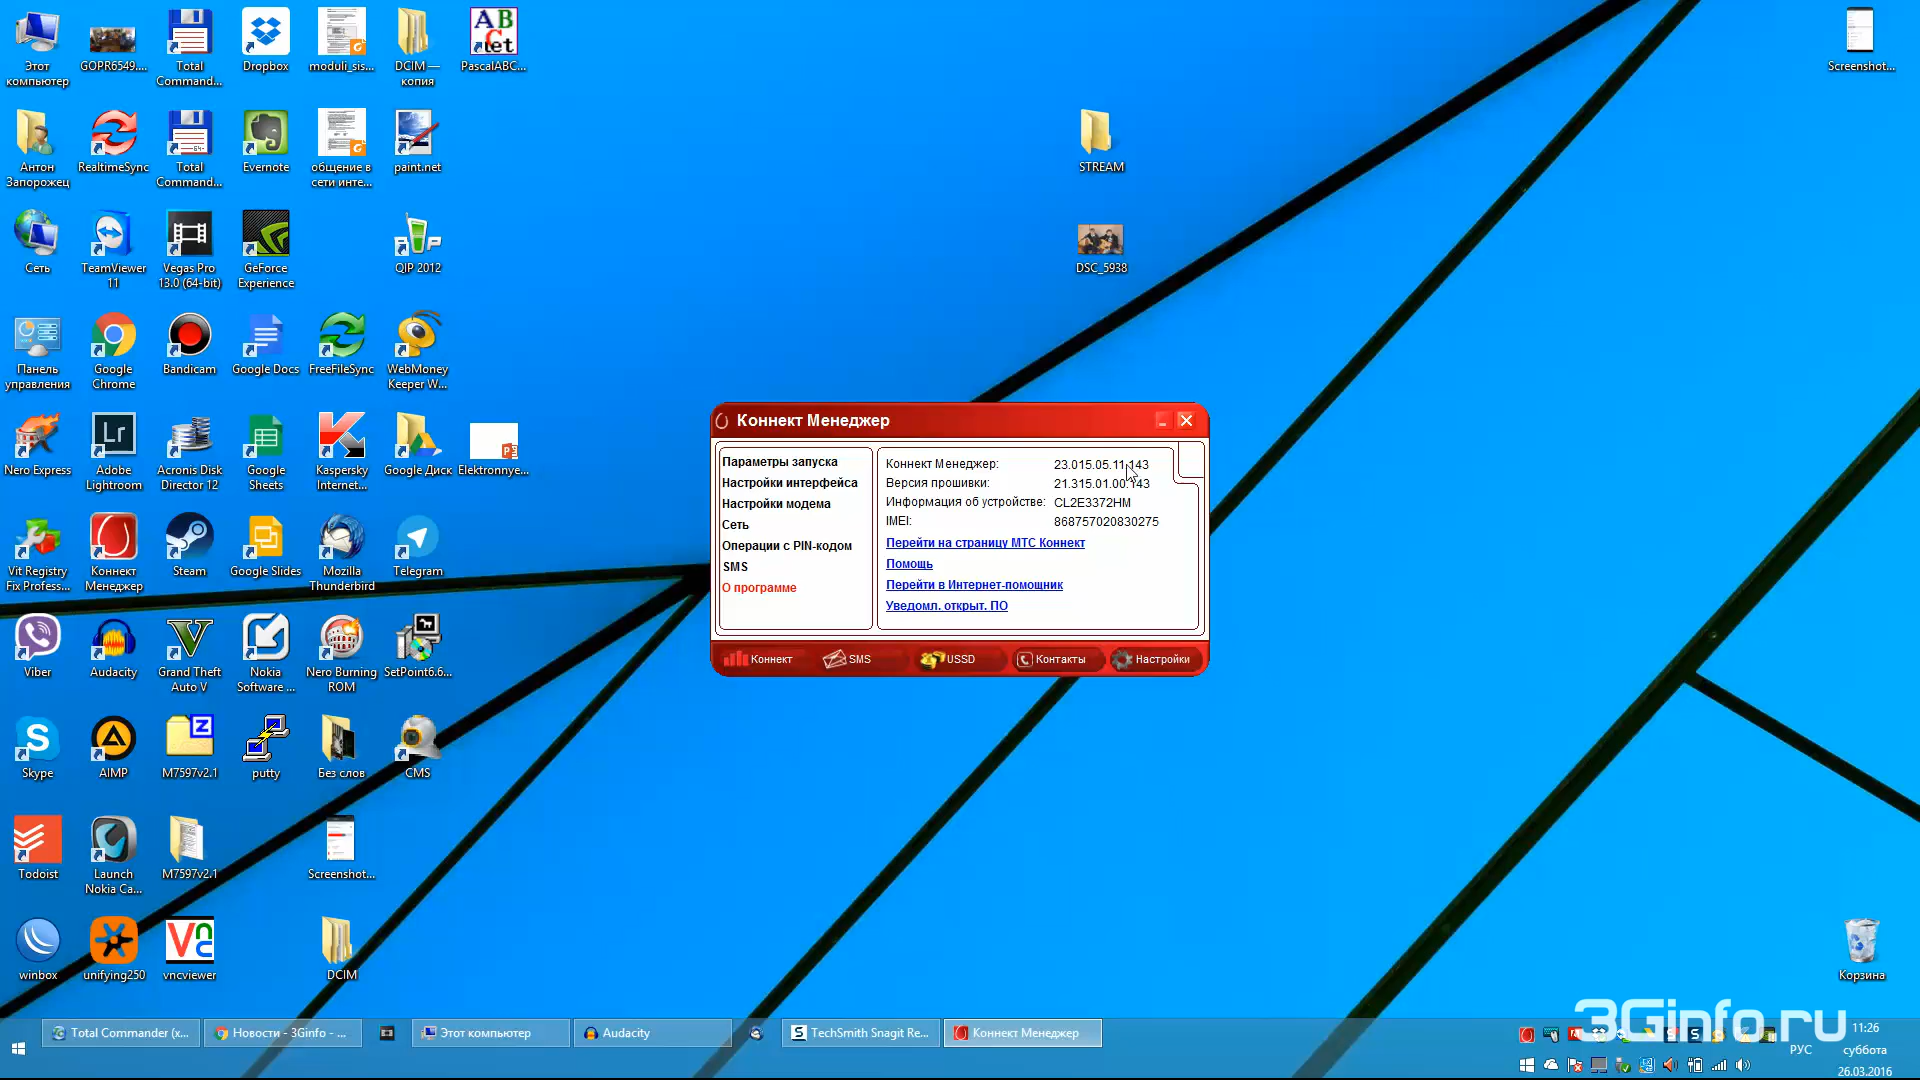 Этот
компьютер
GOPR6549....
Total
Command...
Dropbox
moduli_sis...
DCIM —
копия
PascalABC...
Screenshot...
Антон
Запорожец
RealtimeSync
Total
Command...
Evernote
общение в
сети инте...
paint.net
STREAM
Сеть
TeamViewer
11
Vegas Pro
13.0 (64-bit)
GeForce
Experience
QIP 2012
DSC_5938
Панель
управления
Google
Chrome
Bandicam
Google Docs
FreeFileSync
WebMoney
Keeper W...
Nero Express
Adobe
Lightroom
Acronis Disk
Director 12
Google
Sheets
Kaspersky
Internet...
Google Диск
Elektronnye...
Vit Registry
Fix Profess...
Коннект
Менеджер
Steam
Google Slides
Mozilla
Thunderbird
Telegram
Viber
Audacity
Grand Theft
Auto V
Nokia
Software ...
Nero Burning
ROM
SetPoint6.6...
Skype
AIMP
M7597v2.1
putty
Без слов
CMS
Todoist
Launch
Nokia Ca...
M7597v2.1
Screenshot...
winbox
unifying250
vncviewer
DCIM
Корзина
Коннект Менеджер
Параметры запуска
Настройки интерфейса
Настройки модема
Сеть
Операции с PIN-кодом
SMS
О программе
Коннект Менеджер: 23.015.05.11.143
Версия прошивки: 21.315.01.00.143
Информация об устройстве: CL2E3372HM
IMEI: 868757020830275
Перейти на страницу МТС Коннект
Помощь
Перейти в Интернет-помощник
Уведомл. открыт. ПО
Коннект SMS USSD Контакты Настройки
3Ginfo.ru
Total Commander (x...
Новости - 3Ginfo - ...
Этот компьютер
Audacity
TechSmith Snagit Re...
Коннект Менеджер
РУС
11:26
суббота
26.03.2016